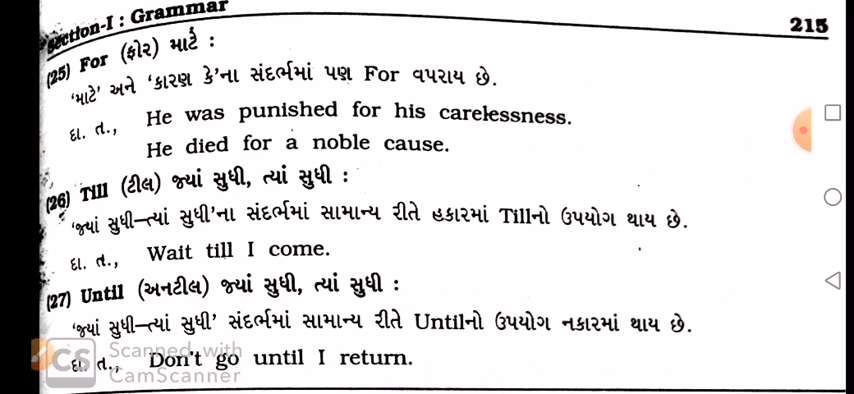 Section-I : Grammar
215
(25) For (ફોર) માટે :
'માટે' અને 'કારણ કે'ના સંદર્ભમાં પણ For વપરાય છે.
દા. ત., He was punished for his carelessness.
He died for a noble cause.
(26) Till (ટીલ) જ્યાં સુધી, ત્યાં સુધી :
'જ્યાં સુધી–ત્યાં સુધી'ના સંદર્ભમાં સામાન્ય રીતે હકારમાં Tillનો ઉપયોગ થાય છે.
દા. ત., Wait till I come.
(27) Until (અનટીલ) જ્યાં સુધી, ત્યાં સુધી :
'જ્યાં સુધી–ત્યાં સુધી' સંદર્ભમાં સામાન્ય રીતે Untilનો ઉપયોગ નકારમાં થાય છે.
દા. ત., Don't go until I return.
CS Scanned with
CamScanner